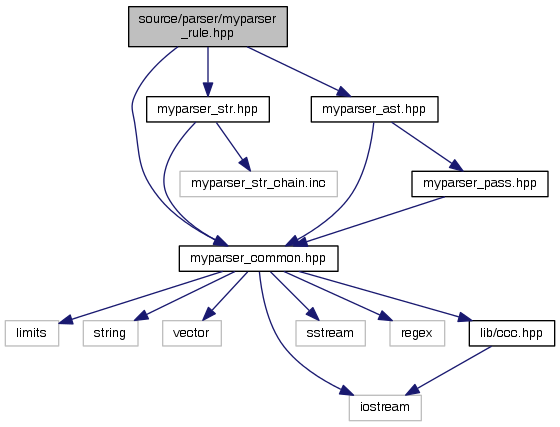 source/parser/myparser
_rule.hpp
myparser_str.hpp
myparser_ast.hpp
myparser_str_chain.inc
myparser_pass.hpp
myparser_common.hpp
limits
string
vector
sstream
regex
lib/ccc.hpp
iostream